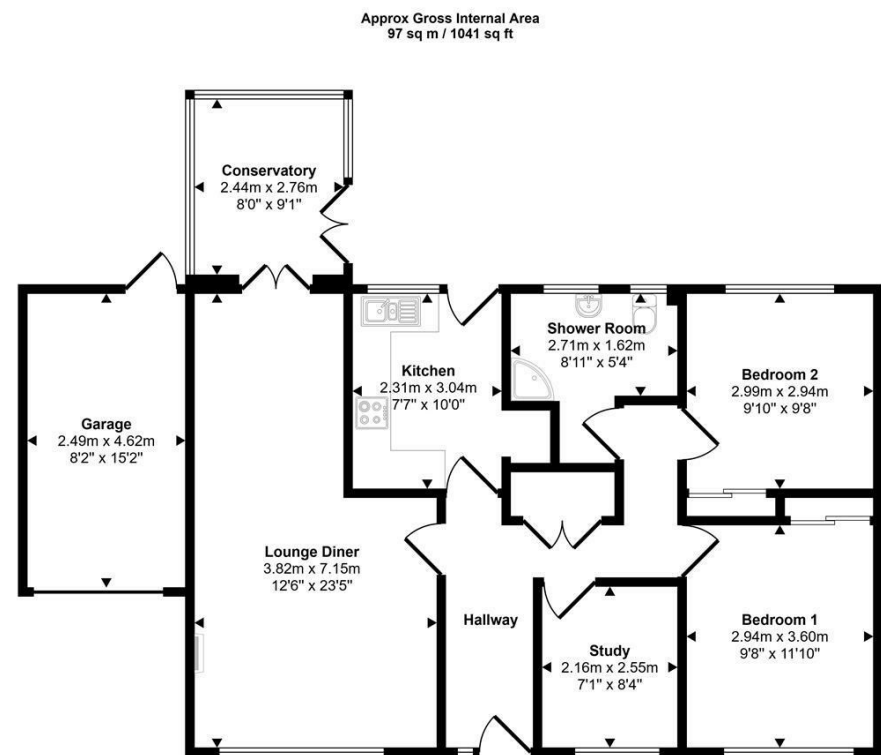 Approx Gross Internal Area
97 sq m / 1041 sq ft
Conservatory
2.44m x 2.76m
8'0" x 9'1"
Kitchen
2.31m x 3.04m
7'7" x 10'0"
Shower Room
2.71m x 1.62m
8'11" x 5'4"
Bedroom 2
2.99m x 2.94m
9'10" x 9'8"
Garage
2.49m x 4.62m
8'2" x 15'2"
Lounge Diner
3.82m x 7.15m
12'6" x 23'5"
Hallway
Study
2.16m x 2.55m
7'1" x 8'4"
Bedroom 1
2.94m x 3.60m
9'8" x 11'10"